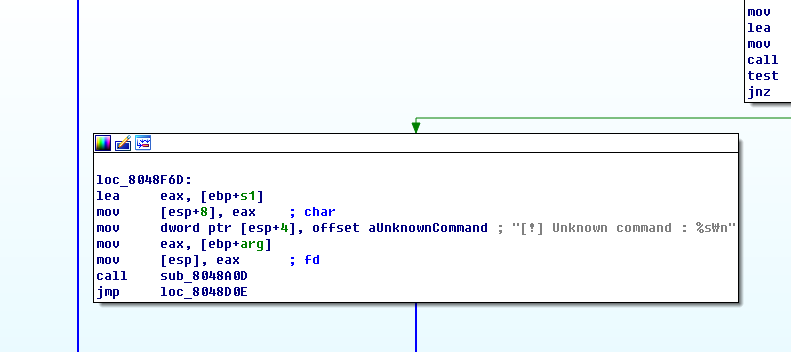 mov
lea
mov
call
test
jnz
loc_8048F6D:
lea eax, [ebp+s1]
mov [esp+8], eax ; char
mov dword ptr [esp+4], offset aUnknownCommand ; "[!] Unknown command : %s₩n"
mov eax, [ebp+arg]
mov [esp], eax ; fd
call sub_8048A0D
jmp loc_8048D0E